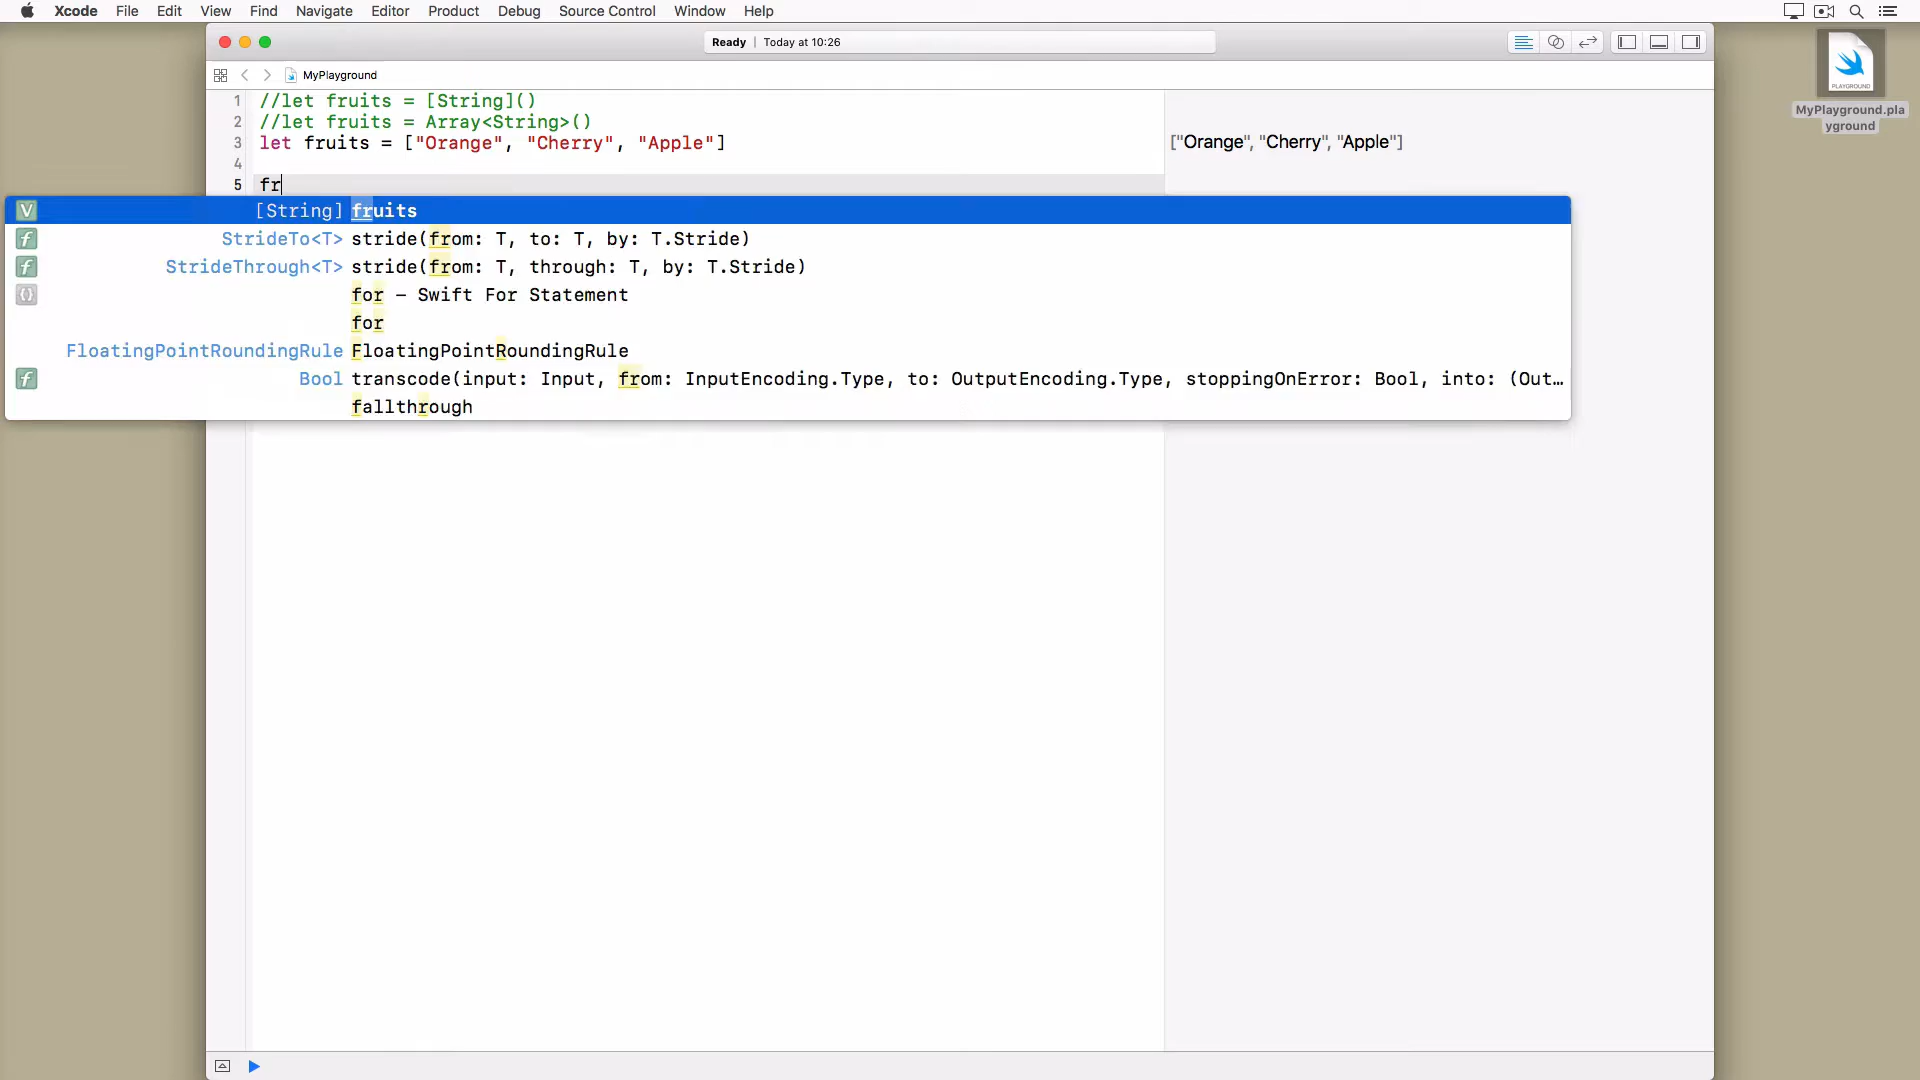 Xcode File Edit View Find Navigate Editor Product Debug Source Control Window Help
Ready | Today at 10:26
MyPlayground
1 //let fruits = [String]()
2 //let fruits = Array<String>()
3 let fruits = ["Orange", "Cherry", "Apple"]
["Orange", "Cherry", "Apple"]
4
5 fr
V [String] fruits
f StrideTo<T> stride(from: T, to: T, by: T.Stride)
f StrideThrough<T> stride(from: T, through: T, by: T.Stride)
{} for – Swift For Statement
for
FloatingPointRoundingRule FloatingPointRoundingRule
f Bool transcode(input: Input, from: InputEncoding.Type, to: OutputEncoding.Type, stoppingOnError: Bool, into: (Out…
fallthrough
PLAYGROUND
MyPlayground.pla
yground